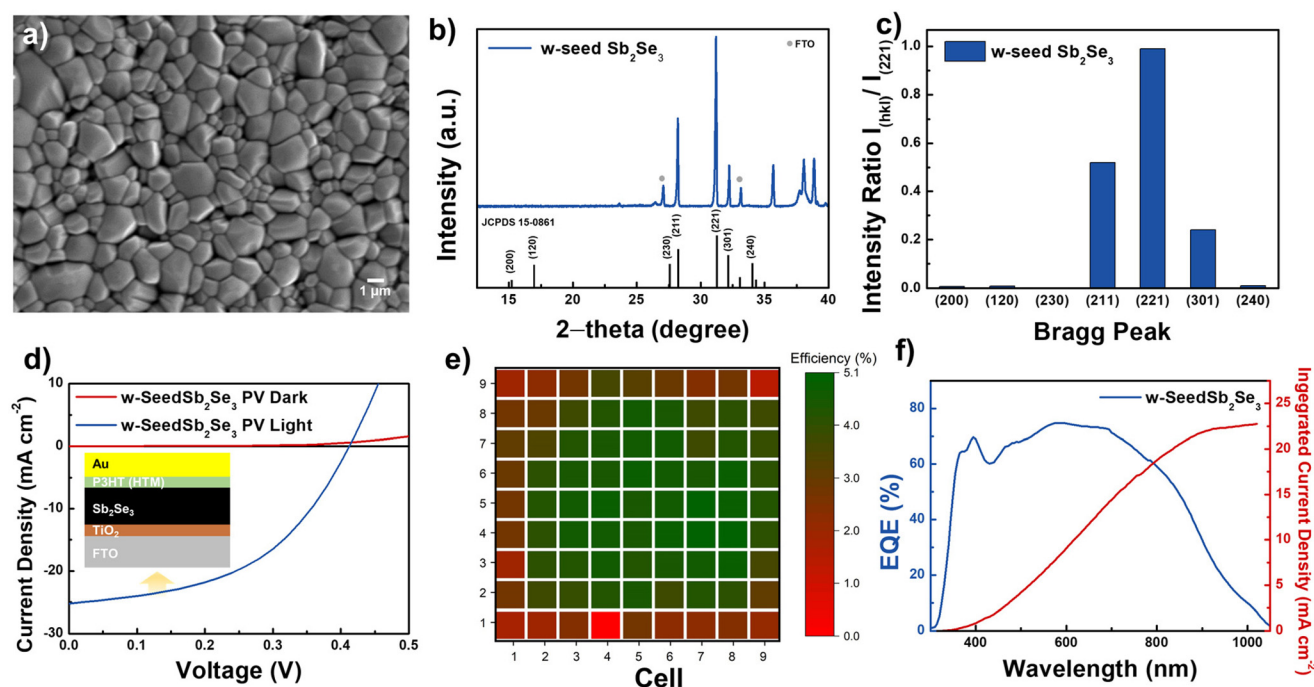 a)
1 μm
b)
w-seed Sb₂Se₃
FTO
Intensity (a.u.)
JCPDS 15-0861
(200)
(120)
(230)
(211)
(221)
(301)
(240)
15 20 25 30 35 40
2–theta (degree)
c)
w-seed Sb₂Se₃
Intensity Ratio I(hkl)/ I(221)
1.0
0.8
0.6
0.4
0.2
0.0
(200) (120) (230) (211) (221) (301) (240)
Bragg Peak
d)
w-SeedSb₂Se₃ PV Dark
w-SeedSb₂Se₃ PV Light
Current Density (mA cm⁻²)
10
0
-10
-20
-30
Au
P3HT (HTM)
Sb₂Se₃
TiO₂
FTO
0.0 0.1 0.2 0.3 0.4 0.5
Voltage (V)
e)
Efficiency (%)
9
8
7
6
5
4
3
2
1
1 2 3 4 5 6 7 8 9
Cell
5.1
4.0
3.0
2.0
1.0
0.0
f)
w-SeedSb₂Se₃
EQE (%)
80
60
40
20
0
400 600 800 1000
Wavelength (nm)
25
20
15
10
5
0
Ingegrated Current Density (mA cm⁻²)